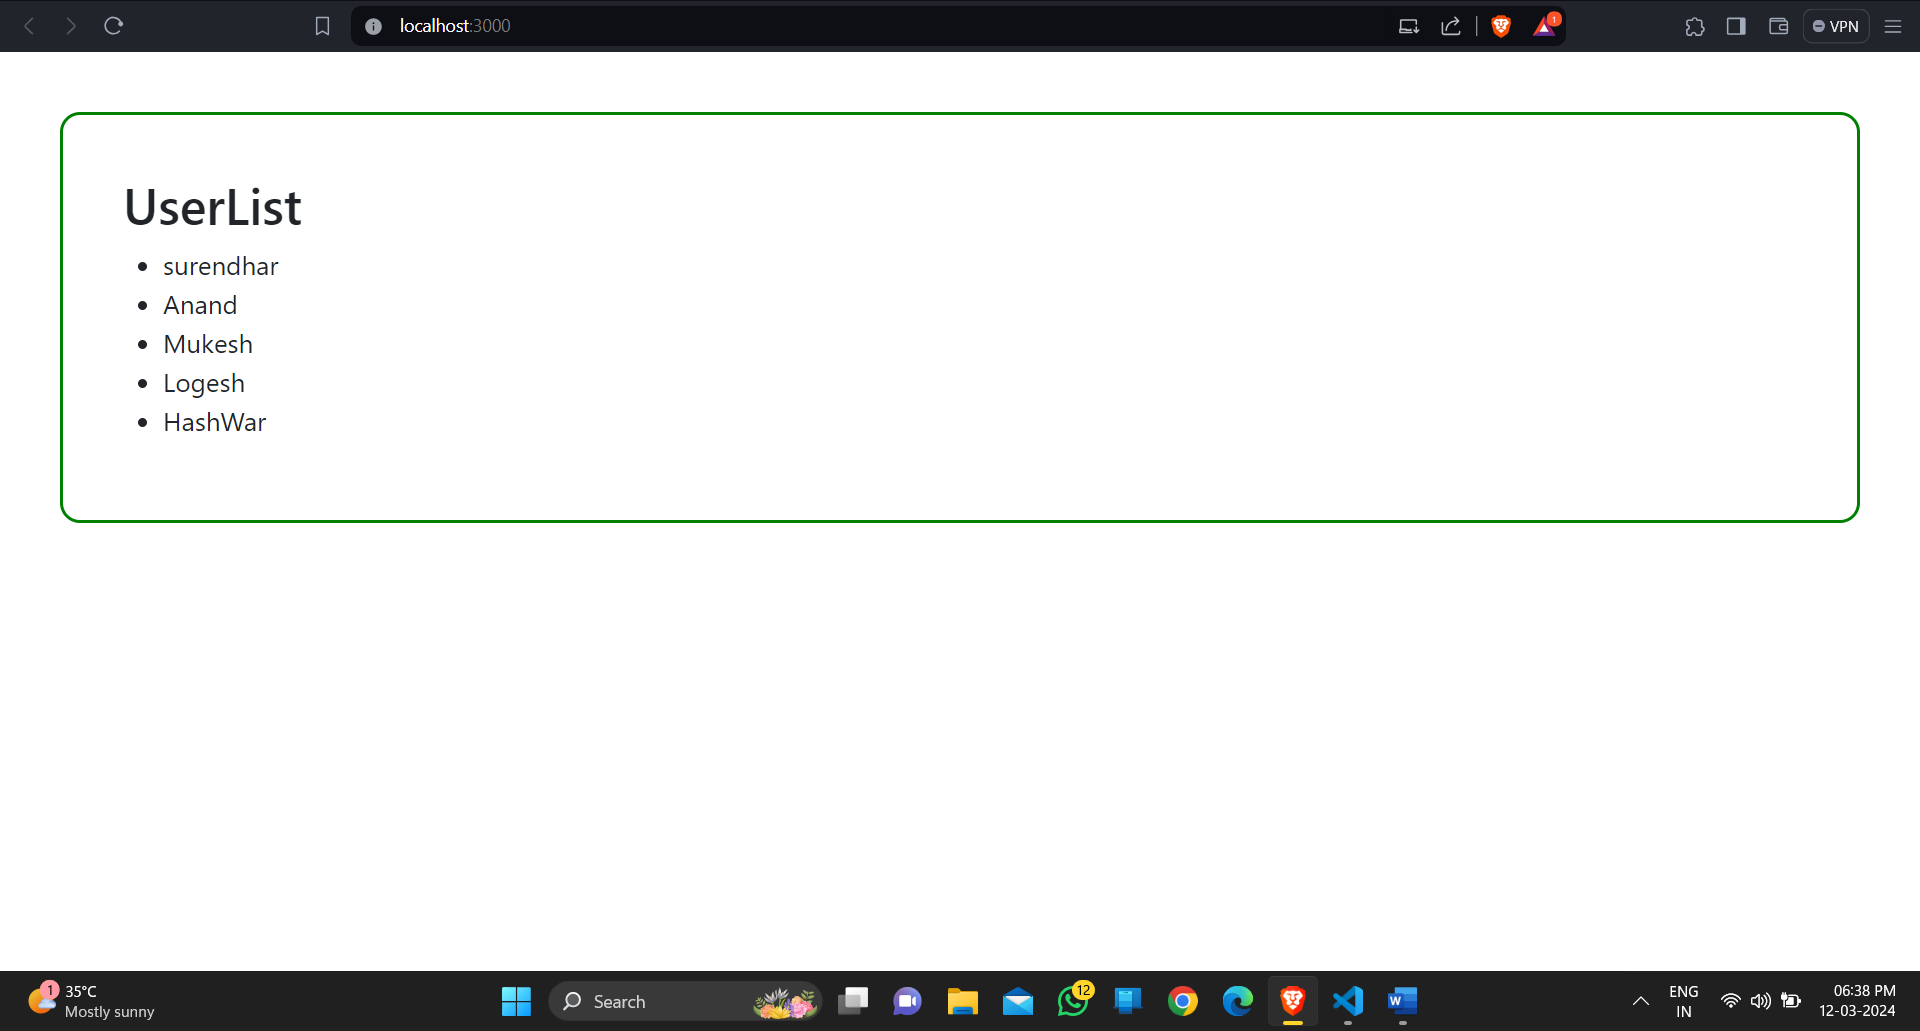 localhost:3000
1
VPN
UserList
surendhar
Anand
Mukesh
Logesh
HashWar
1
35°C
Mostly sunny
Search
12
W
ENG
IN
06:38 PM
12-03-2024